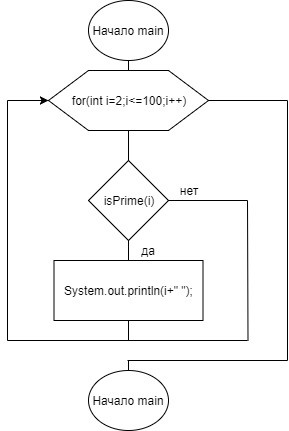 Начало main
for(int i=2;i<=100;i++)
isPrime(i)
нет
да
System.out.println(i+" ");
Начало main